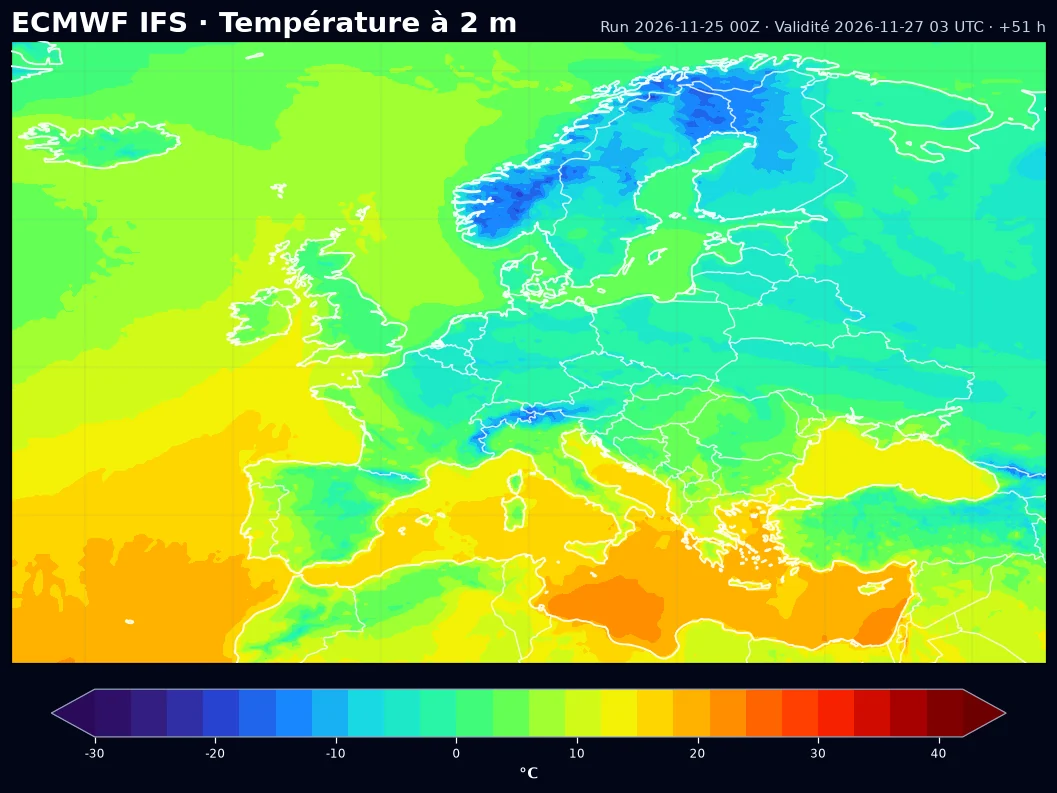 ECMWF IFS · Température à 2 m
Run 2026-11-25 00Z · Validité 2026-11-27 03 UTC · +51 h
-30 -20 -10 0 10 20 30 40
°C